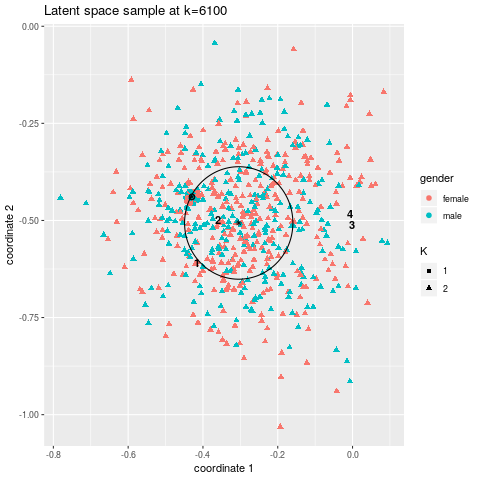 Latent space sample at k=6100
0.00
-0.25
-0.50
-0.75
-1.00
coordinate 2
4
2
3
1
-0.8
-0.6
-0.4
-0.2
0.0
coordinate 1
gender
female
male
K
1
2